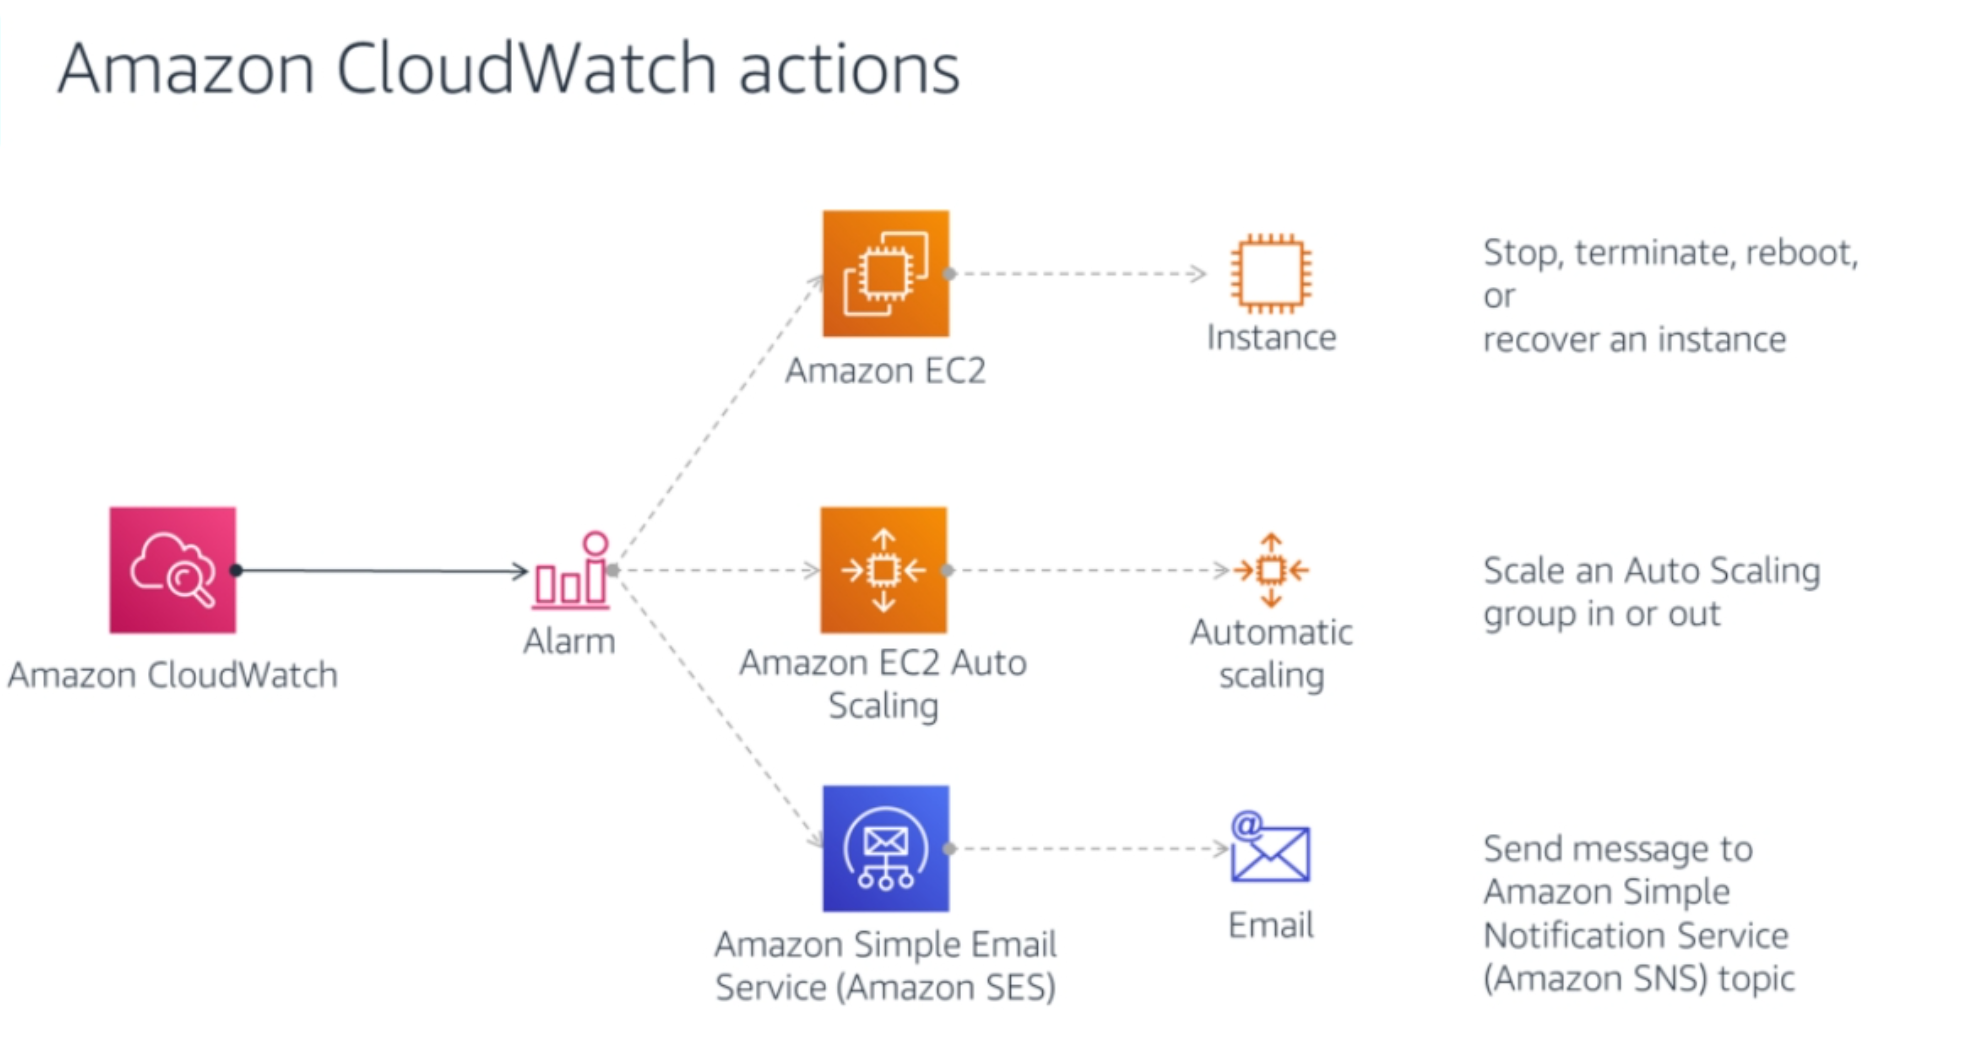 Amazon CloudWatch actions
Amazon EC2
Instance
Stop, terminate, reboot,
or
recover an instance
Amazon CloudWatch
Alarm
Amazon EC2 Auto
Scaling
Automatic
scaling
Scale an Auto Scaling
group in or out
Amazon Simple Email
Service (Amazon SES)
@
Email
Send message to
Amazon Simple
Notification Service
(Amazon SNS) topic